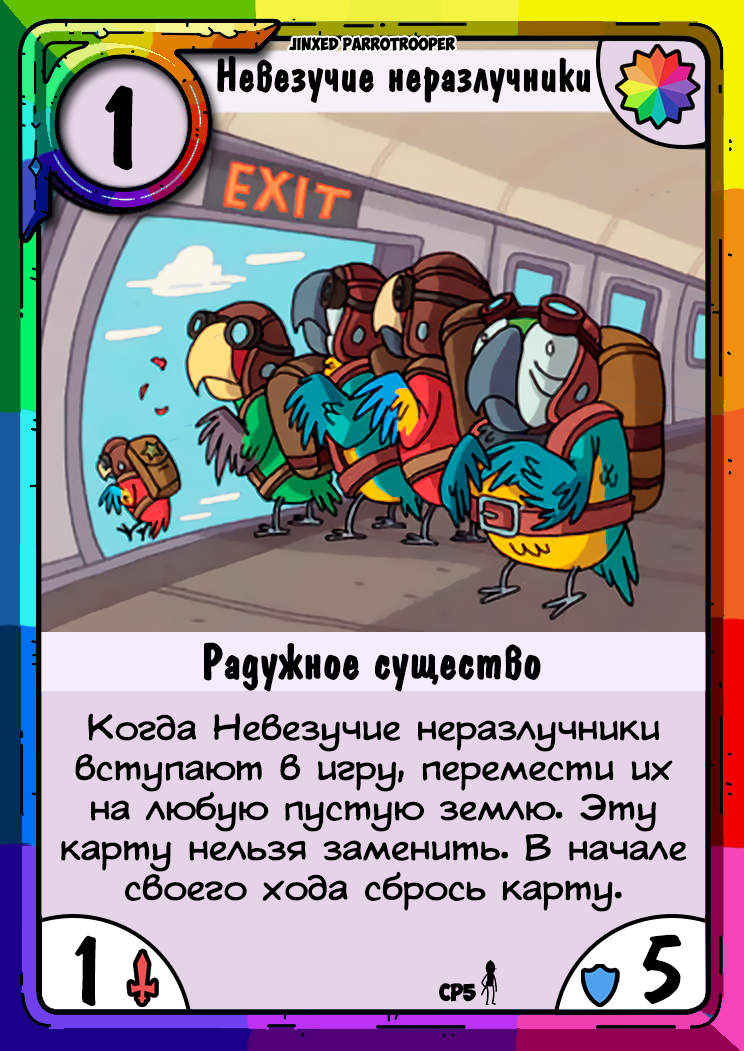 JINXED PARROTROOPER
Невезучие неразлучники
1
EXIT
Радужное существо
Когда Невезучие неразлучники
вступают в игру, перемести их
на любую пустую землю. Эту
карту нельзя заменить. В начале
своего хода сбрось карту.
1
CP5
5